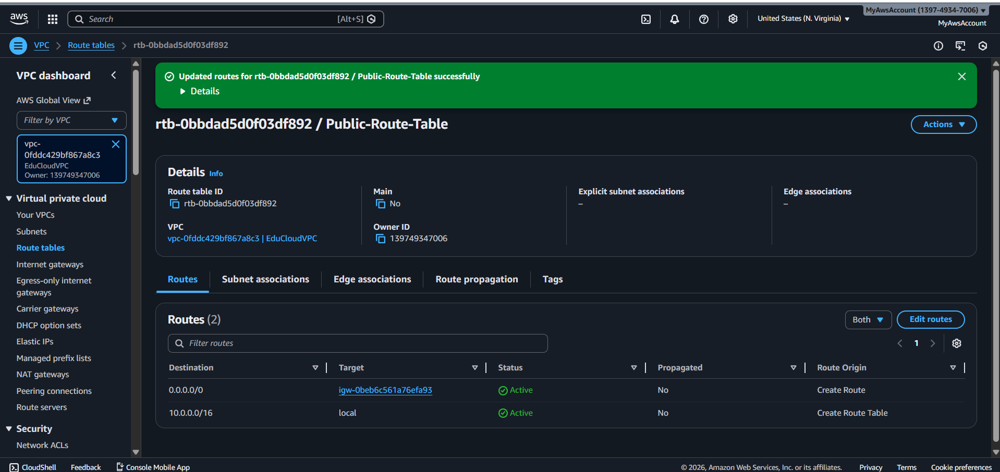 aws
Search [Alt+S]
United States (N. Virginia)
MyAwsAccount (1397-4934-7006)
MyAwsAccount
VPC > Route tables > rtb-0bbdad5d0f03df892
VPC dashboard
AWS Global View
Filter by VPC
vpc-
0fddc429bf867a8c3
EduCloudVPC
Owner: 139749347006
Virtual private cloud
Your VPCs
Subnets
Route tables
Internet gateways
Egress-only internet
gateways
Carrier gateways
DHCP option sets
Elastic IPs
Managed prefix lists
NAT gateways
Peering connections
Route servers
Security
Network ACLs
Updated routes for rtb-0bbdad5d0f03df892 / Public-Route-Table successfully
Details
rtb-0bbdad5d0f03df892 / Public-Route-Table
Actions
Details Info
Route table ID
rtb-0bbdad5d0f03df892
Main
No
Explicit subnet associations
–
Edge associations
–
VPC
vpc-0fddc429bf867a8c3 | EduCloudVPC
Owner ID
139749347006
Routes Subnet associations Edge associations Route propagation Tags
Routes (2)
Both
Edit routes
Filter routes
1
Destination Target Status Propagated Route Origin
0.0.0.0/0 igw-0beb6c561a76efa93 Active No Create Route
10.0.0.0/16 local Active No Create Route Table
CloudShell Feedback Console Mobile App © 2026, Amazon Web Services, Inc. or its affiliates. Privacy Terms Cookie preferences